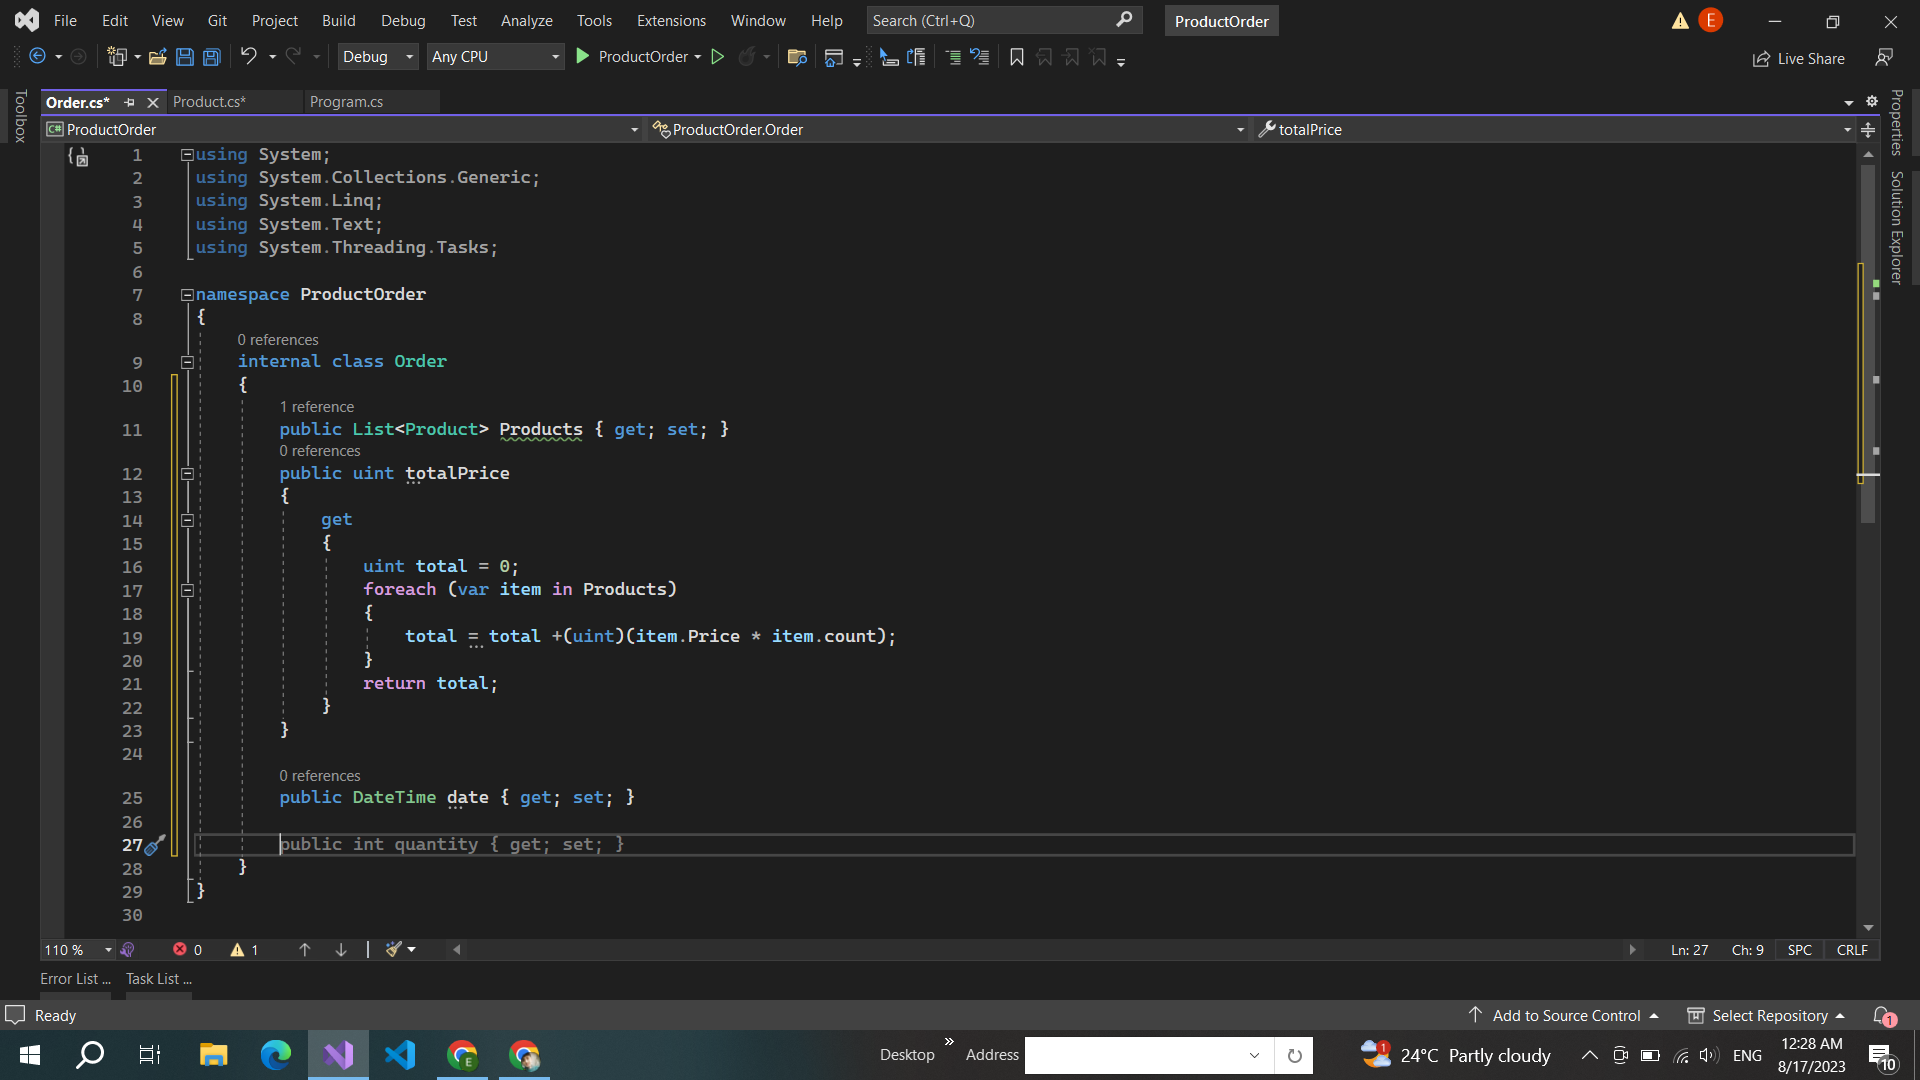 File Edit View Git Project Build Debug Test Analyze Tools Extensions Window Help Search (Ctrl+Q) ProductOrder E
Debug Any CPU ProductOrder Live Share
Toolbox
Order.cs* Product.cs* Program.cs
Properties
Solution Explorer
C# ProductOrder ProductOrder.Order totalPrice
1 using System;
2 using System.Collections.Generic;
3 using System.Linq;
4 using System.Text;
5 using System.Threading.Tasks;
6
7 namespace ProductOrder
8 {
0 references
9 internal class Order
10 {
1 reference
11 public List<Product> Products { get; set; }
0 references
12 public uint totalPrice
13 {
14 get
15 {
16 uint total = 0;
17 foreach (var item in Products)
18 {
19 total = total +(uint)(item.Price * item.count);
20 }
21 return total;
22 }
23 }
24
0 references
25 public DateTime date { get; set; }
26
27 public int quantity { get; set; }
28 }
29 }
30
110 % 0 1 Ln: 27 Ch: 9 SPC CRLF
Error List ... Task List ...
Ready Add to Source Control Select Repository 1
Desktop » Address 1 24°C Partly cloudy ENG 12:28 AM
8/17/2023 10